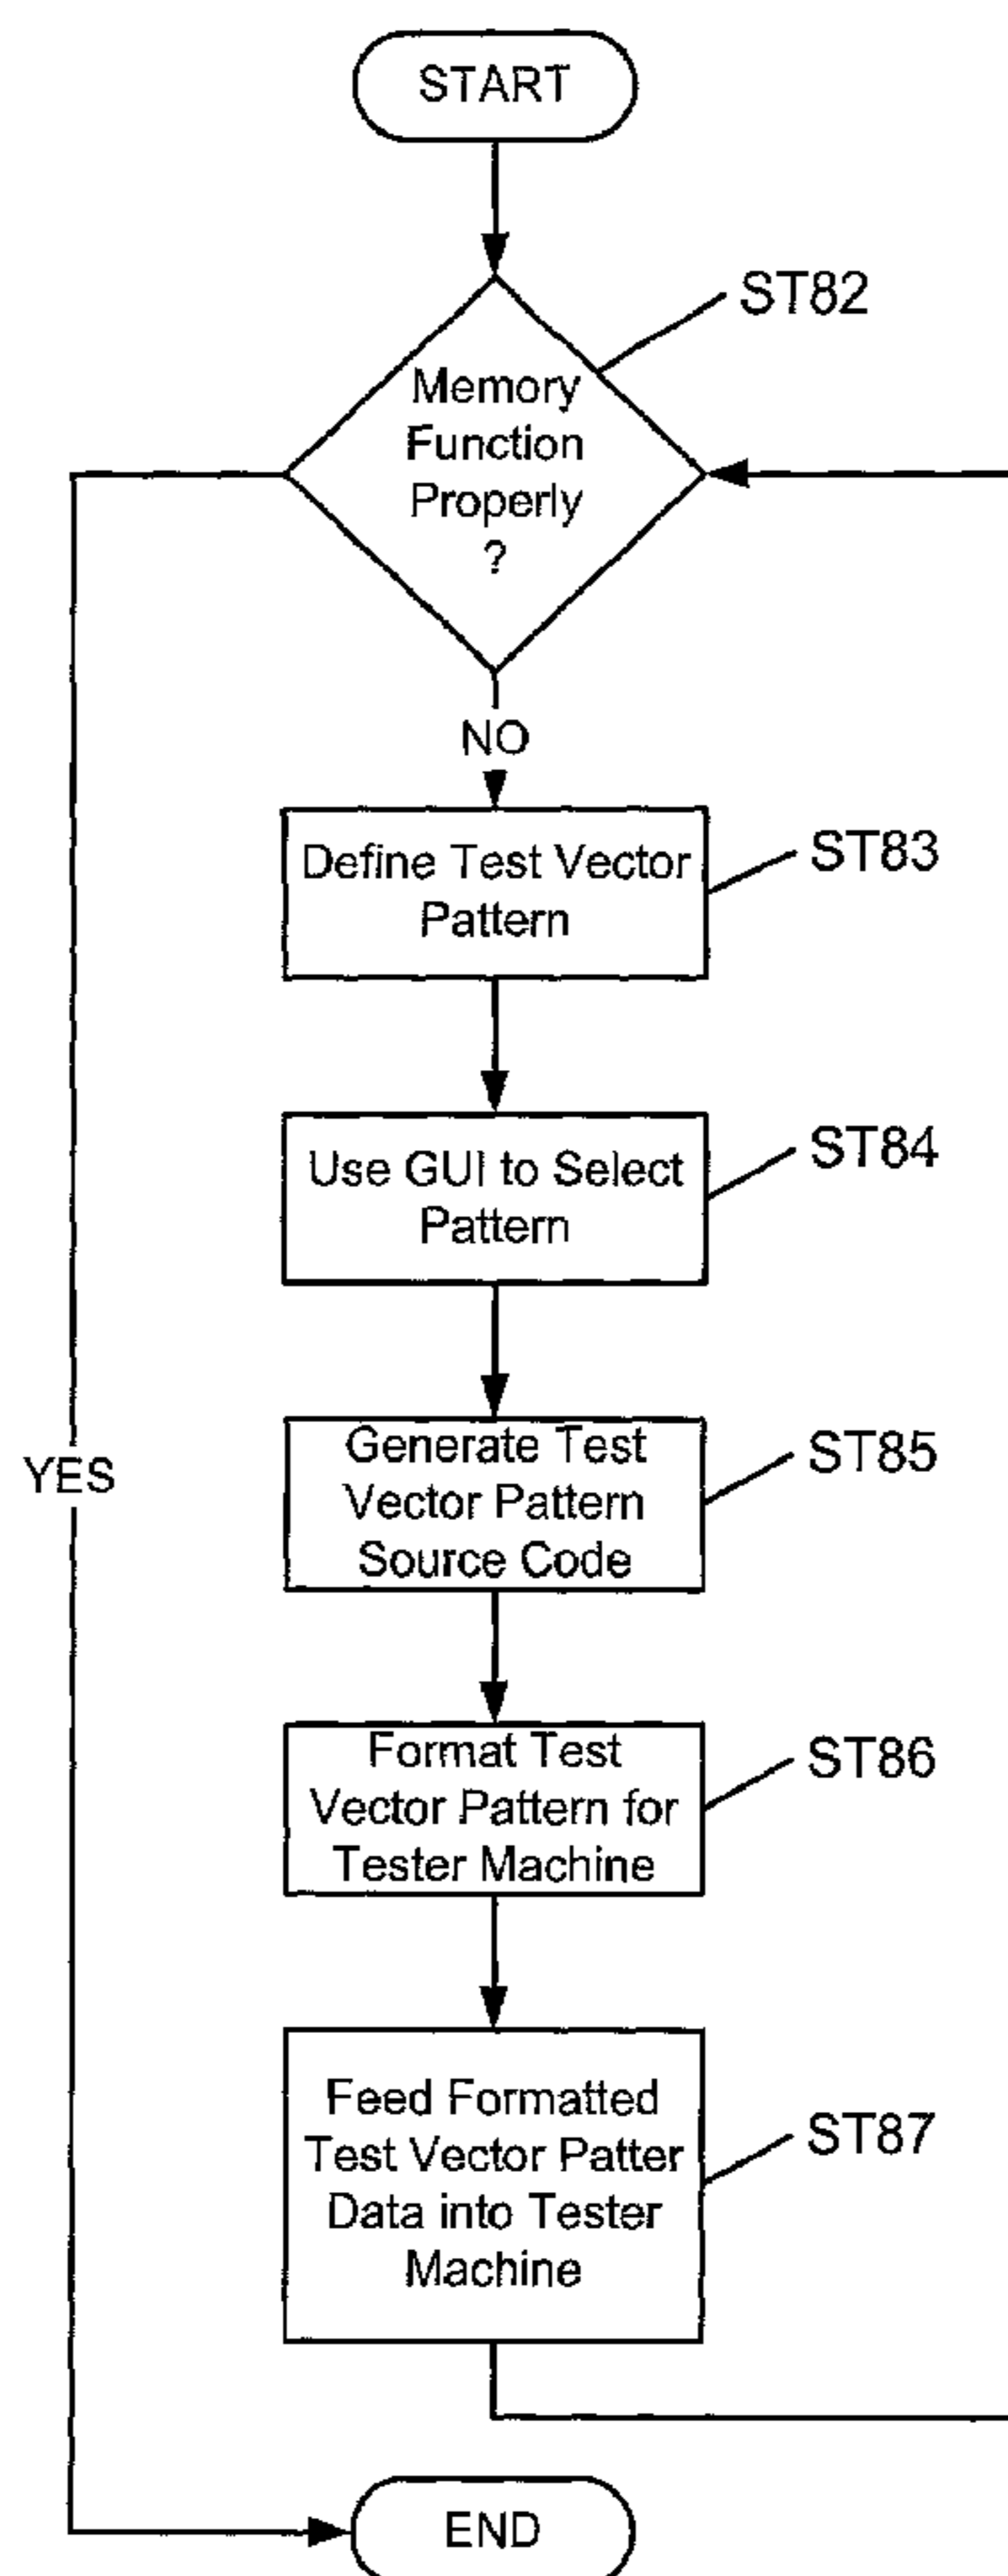 START
ST82
Memory
Function
Properly
?
NO
Define Test Vector
Pattern
ST83
Use GUI to Select
Pattern
ST84
YES
Generate Test
Vector Pattern
Source Code
ST85
Format Test
Vector Pattern for
Tester Machine
ST86
Feed Formatted
Test Vector Patter
Data into Tester
Machine
ST87
END